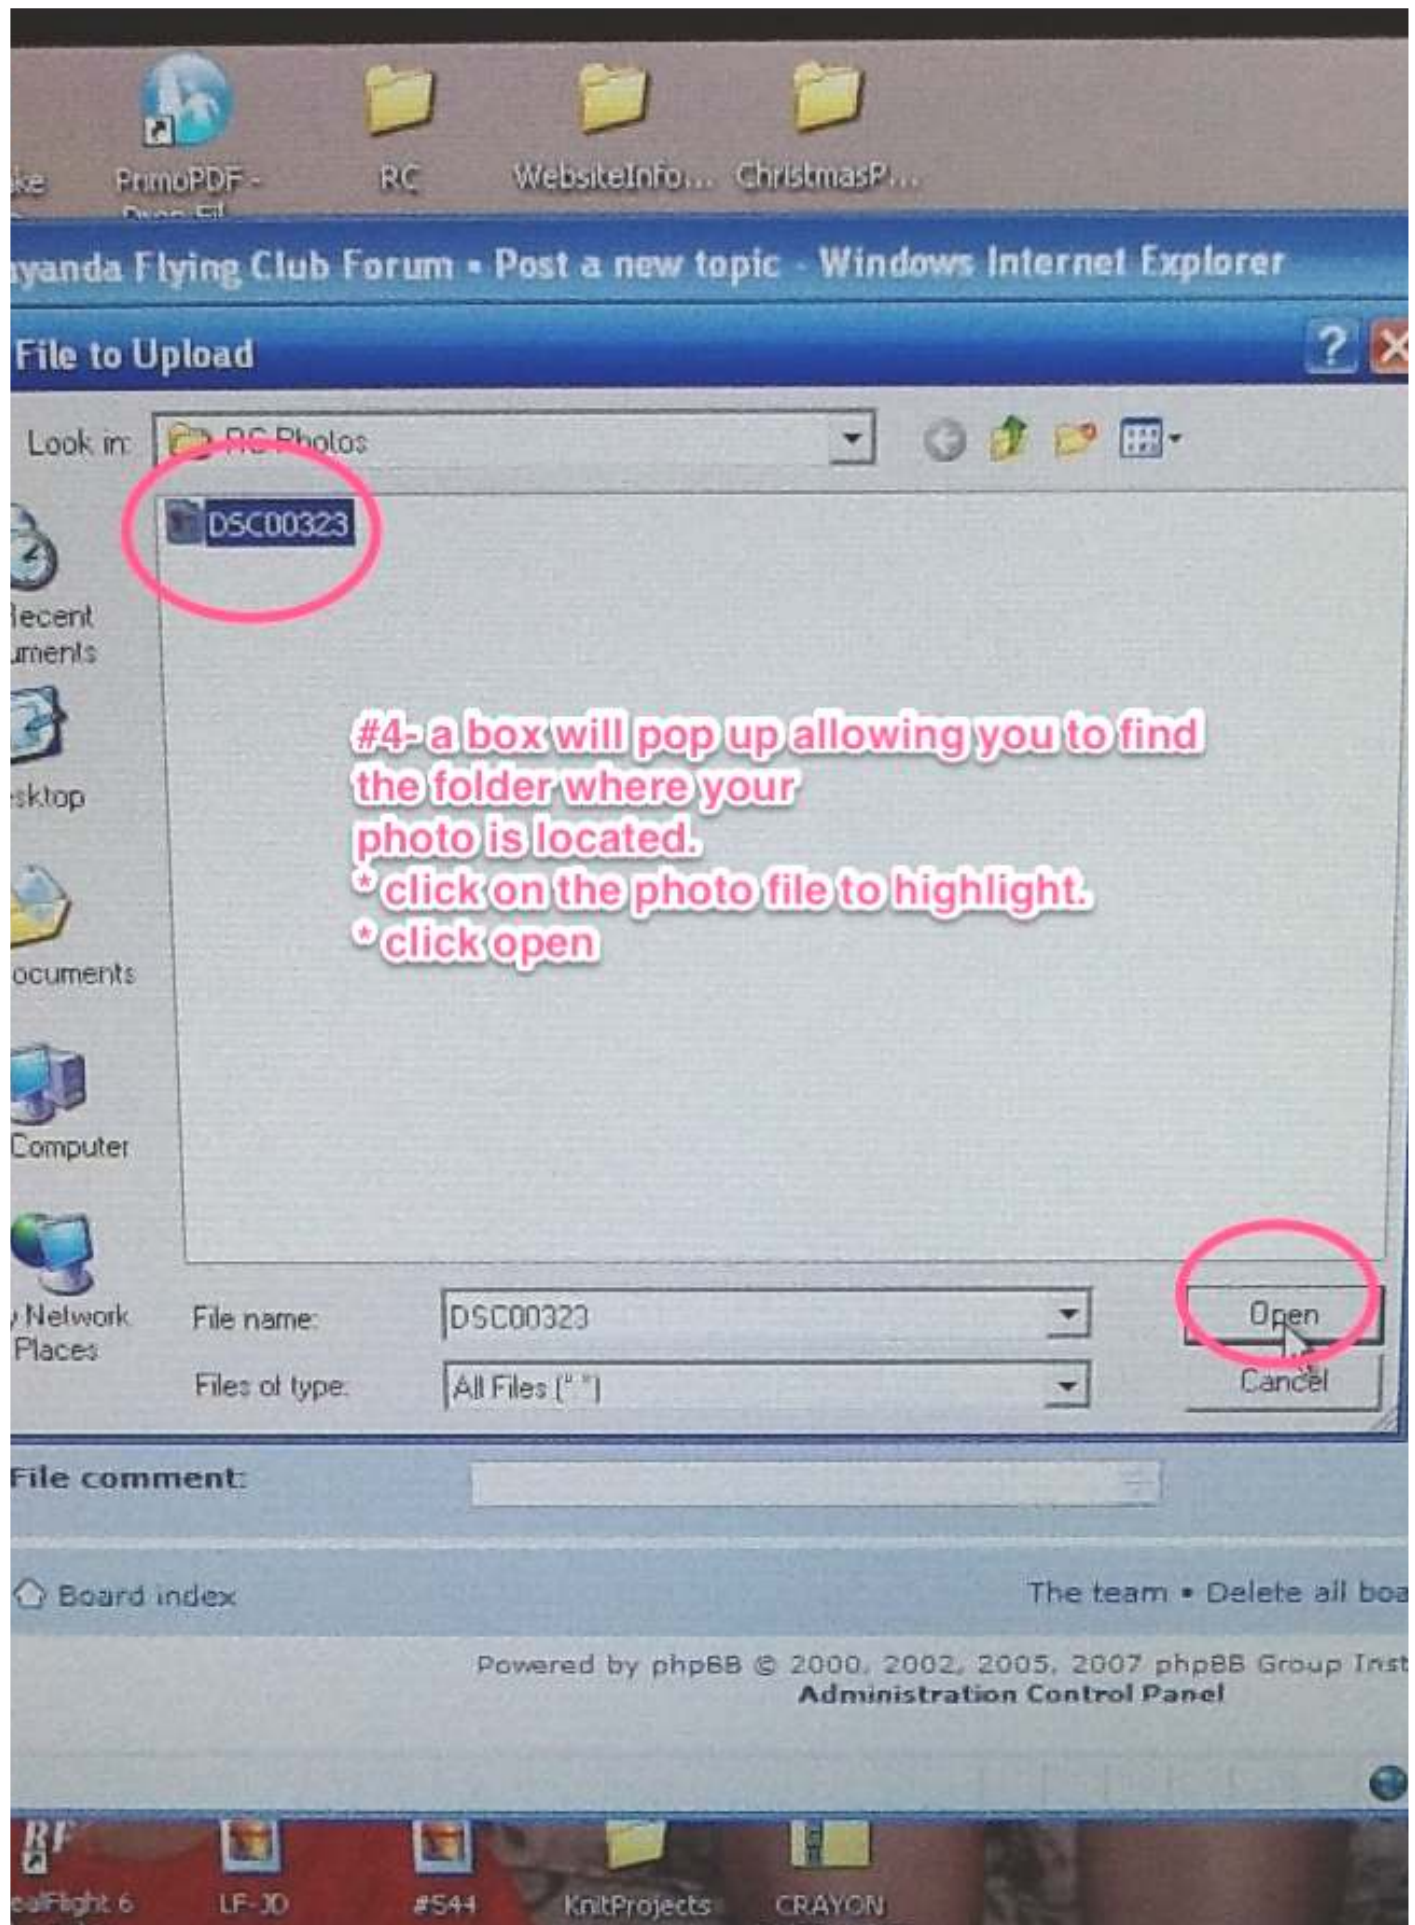 PrimoPDF -
RC
WebsiteInfo...
ChristmasP...
yanda Flying Club Forum • Post a new topic - Windows Internet Explorer
File to Upload
Look in:
RC Photos
DSC00323
ecent
uments
#4- a box will pop up allowing you to find
the folder where your
photo is located.
* click on the photo file to highlight.
* click open
sktop
ocuments
Computer
Network
Places
File name:
DSC00323
Open
Files of type:
All Files (*.*)
Cancel
File comment:
Board index
The team • Delete all boa
Powered by phpBB © 2000, 2002, 2005, 2007 phpBB Group Inst
Administration Control Panel
RF
ealFlight 6
LF-JD
#544
KnitProjects
CRAYON